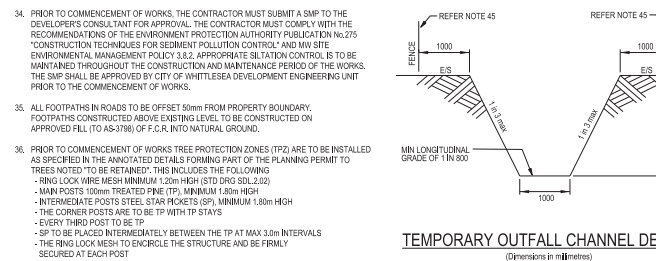 34. PRIOR TO COMMENCEMENT OF WORKS, THE CONTRACTOR MUST SUBMIT A SMP TO THE
DEVELOPER'S CONSULTANT FOR APPROVAL. THE CONTRACTOR MUST COMPLY WITH THE
RECOMMENDATIONS OF THE ENVIRONMENT PROTECTION AUTHORITY PUBLICATION No.275
"CONSTRUCTION TECHNIQUES FOR SEDIMENT POLLUTION CONTROL" AND MW SITE
ENVIRONMENTAL MANAGEMENT POLICY 3.8.2. APPROPRIATE SILTATION CONTROL IS TO BE
MAINTAINED THROUGHOUT THE CONSTRUCTION AND MAINTENANCE PERIOD OF THE WORKS.
THE SMP SHALL BE APPROVED BY CITY OF WHITTLESEA DEVELOPMENT ENGINEERING UNIT
PRIOR TO THE COMMENCEMENT OF WORKS.
35. ALL FOOTPATHS IN ROADS TO BE OFFSET 50mm FROM PROPERTY BOUNDARY.
FOOTPATHS CONSTRUCTED ABOVE EXISTING LEVEL TO BE CONSTRUCTED ON
APPROVED FILL (TO AS-3798) OF F.C.R. INTO NATURAL GROUND.
36. PRIOR TO COMMENCEMENT OF WORKS TREE PROTECTION ZONES (TPZ) ARE TO BE INSTALLED
AS SPECIFIED IN THE ANNOTATED DETAILS FORMING PART OF THE PLANNING PERMIT TO
TREES NOTED "TO BE RETAINED". THIS INCLUDES THE FOLLOWING
- RING LOCK WIRE MESH MINIMUM 1.20m HIGH (STD DRG SDL.2.02)
- MAIN POSTS 100mm TREATED PINE (TP), MINIMUM 1.80m HIGH
- INTERMEDIATE POSTS STEEL STAR PICKETS (SP), MINIMUM 1.80m HIGH
- THE CORNER POSTS ARE TO BE TP WITH TP STAYS
- EVERY THIRD POST TO BE TP
- SP TO BE PLACED INTERMEDIATELY BETWEEN THE TP AT MAX 3.0m INTERVALS
- THE RING LOCK MESH TO ENCIRCLE THE STRUCTURE AND BE FIRMLY
SECURED AT EACH POST
REFER NOTE 45
REFER NOTE 45
FENCE
1000
1000
E/S
E/S
1 in 3 max
1 in 3 max
MIN LONGITUDINAL
GRADE OF 1 IN 800
1000
TEMPORARY OUTFALL CHANNEL DE
(Dimensions in millimetres)